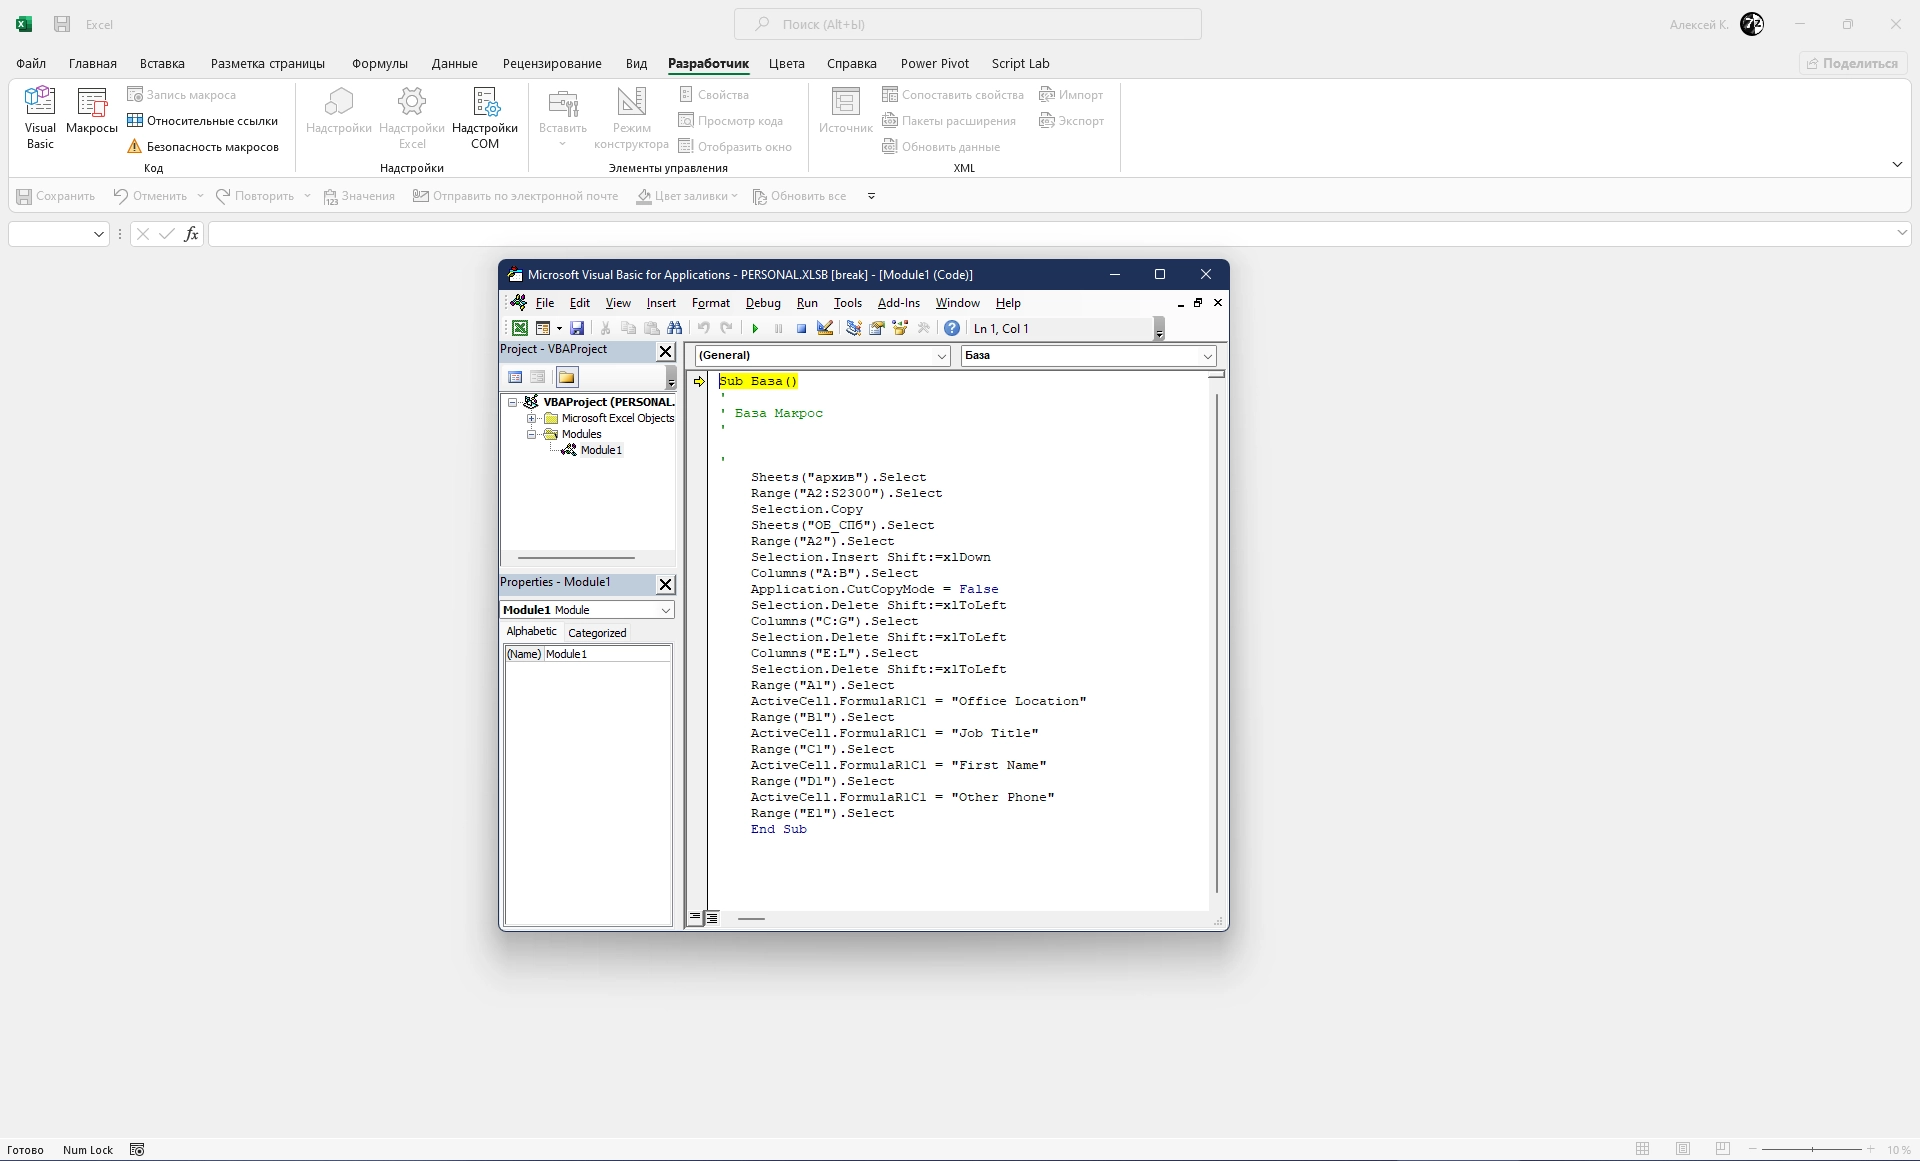 Excel
Поиск (Alt+Ы)
Алексей К.
Файл Главная Вставка Разметка страницы Формулы Данные Рецензирование Вид Разработчик Цвета Справка Power Pivot Script Lab
Поделиться
Visual Basic
Макросы
Запись макроса
Относительные ссылки
Безопасность макросов
Код
Надстройки
Надстройки Excel
Надстройки COM
Надстройки
Вставить
Режим конструктора
Свойства
Просмотр кода
Отобразить окно
Элементы управления
Источник
Сопоставить свойства
Пакеты расширения
Обновить данные
Импорт
Экспорт
XML
Сохранить Отменить Повторить Значения Отправить по электронной почте Цвет заливки Обновить все
fx
Microsoft Visual Basic for Applications - PERSONAL.XLSB [break] - [Module1 (Code)]
File Edit View Insert Format Debug Run Tools Add-Ins Window Help
Ln 1, Col 1
Project - VBAProject
VBAProject (PERSONAL.
Microsoft Excel Objects
Modules
Module1
Properties - Module1
Module1 Module
Alphabetic Categorized
(Name) Module1
(General) База
Sub База()
'
' База Макрос
'
'
Sheets("архив").Select
Range("A2:S2300").Select
Selection.Copy
Sheets("ОБ_СПб").Select
Range("A2").Select
Selection.Insert Shift:=xlDown
Columns("A:B").Select
Application.CutCopyMode = False
Selection.Delete Shift:=xlToLeft
Columns("C:G").Select
Selection.Delete Shift:=xlToLeft
Columns("E:L").Select
Selection.Delete Shift:=xlToLeft
Range("A1").Select
ActiveCell.FormulaR1C1 = "Office Location"
Range("B1").Select
ActiveCell.FormulaR1C1 = "Job Title"
Range("C1").Select
ActiveCell.FormulaR1C1 = "First Name"
Range("D1").Select
ActiveCell.FormulaR1C1 = "Other Phone"
Range("E1").Select
End Sub
Готово Num Lock
10 %